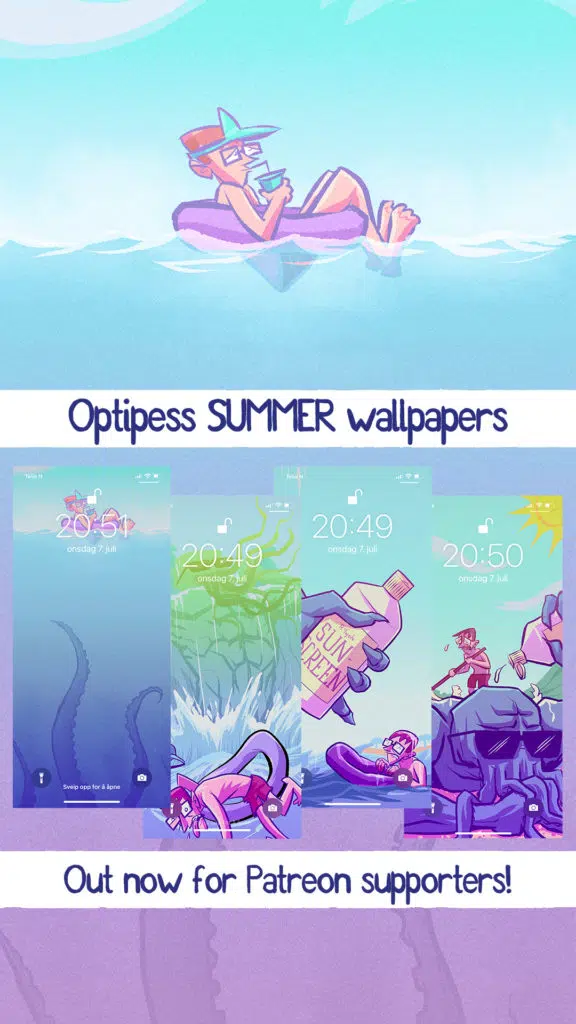 Optipess SUMMER wallpapers
Telia N
20:51
onsdag 7. juli
Sveip opp for å åpne
20:49
onsdag 7. juli
Telia N
20:49
onsdag 7. juli
SUN
SCREEN
20:50
onsdag 7. juli
Out now for Patreon supporters!